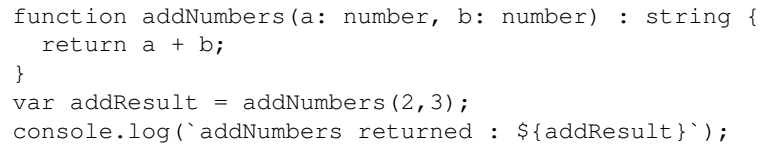 function addNumbers(a: number, b: number) : string {
  return a + b;
}
var addResult = addNumbers(2,3);
console.log(`addNumbers returned : ${addResult}`);